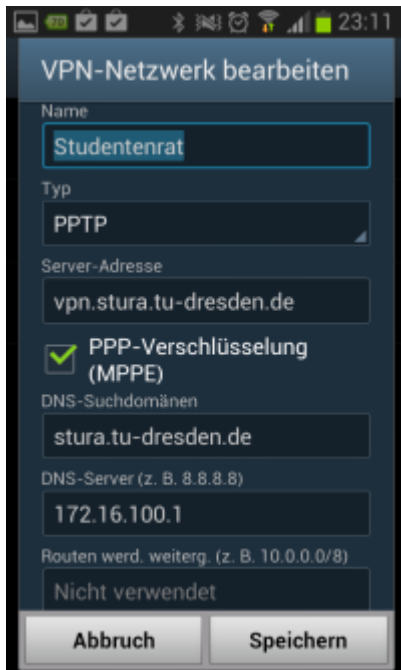 23:11
VPN-Netzwerk bearbeiten
Name
Studentenrat
Typ
PPTP
Server-Adresse
vpn.stura.tu-dresden.de
PPP-Verschlüsselung
(MPPE)
DNS-Suchdomänen
stura.tu-dresden.de
DNS-Server (z. B. 8.8.8.8)
172.16.100.1
Routen werd. weiterg. (z. B. 10.0.0.0/8)
Nicht verwendet
Abbruch
Speichern